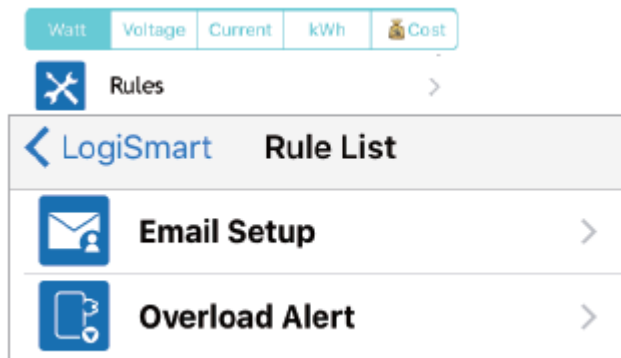 Watt Voltage Current kWh Cost
Rules
LogiSmart Rule List
Email Setup
Overload Alert